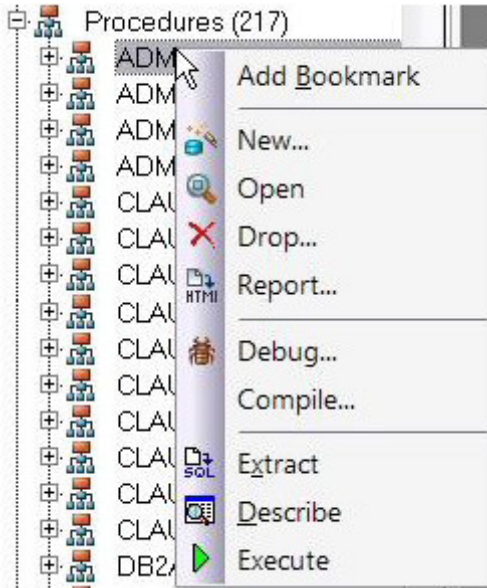 Procedures (217)
ADM
Add Bookmark
ADM
ADM
New...
ADM
Open
CLAU
CLAU
Drop...
CLAU
HTML
Report...
CLAU
CLAU
Debug...
CLAU
Compile...
CLAU
CLAU
SQL
Extract
CLAU
Describe
CLAU
DB2
Execute